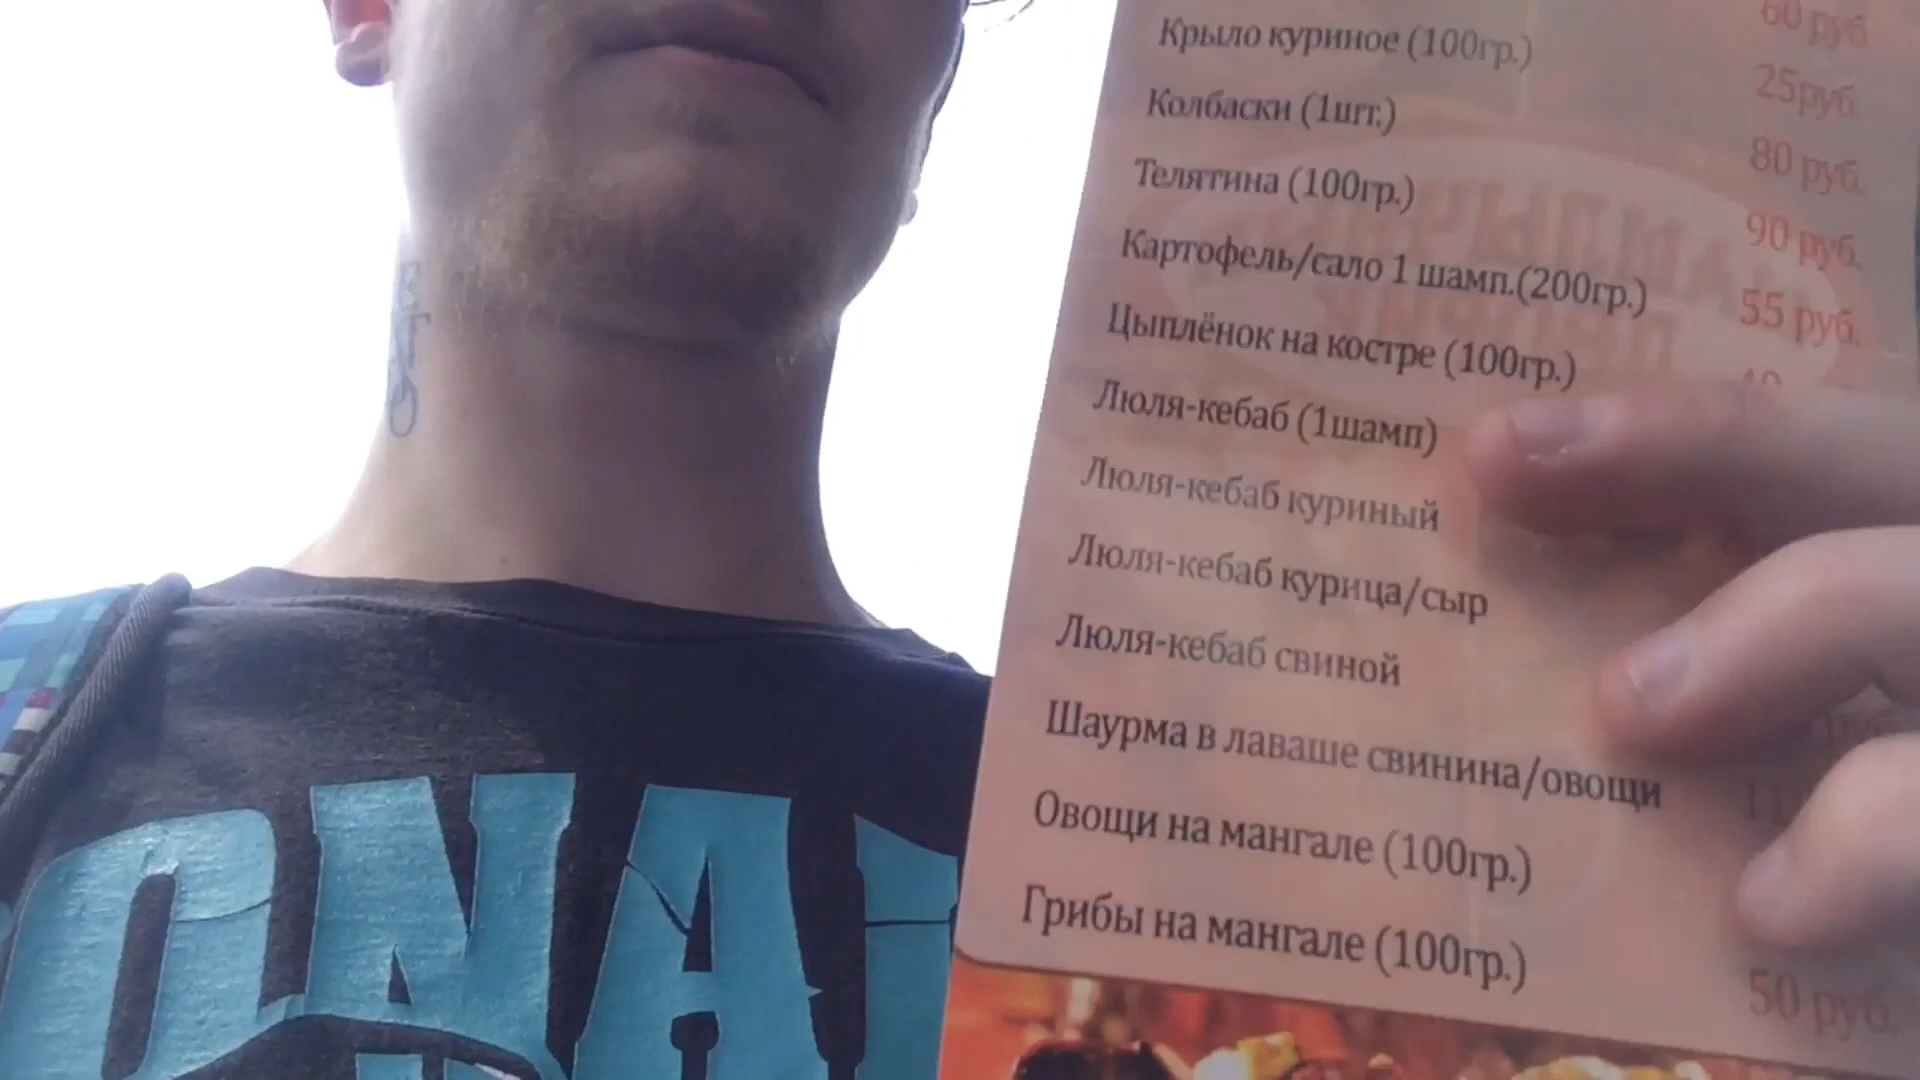 60 руб
Крыло куриное (100гр.) 25руб
Колбаски (1шт.) 80 руб.
Телятина (100гр.) 90 руб.
Картофель/сало 1 шамп.(200гр.) 55 руб.
Цыплёнок на костре (100гр.)
Люля-кебаб (1шамп)
Люля-кебаб куриный
Люля-кебаб курица/сыр
Люля-кебаб свиной
Шаурма в лаваше свинина/овощи
Овощи на мангале (100гр.)
Грибы на мангале (100гр.) 50 руб.